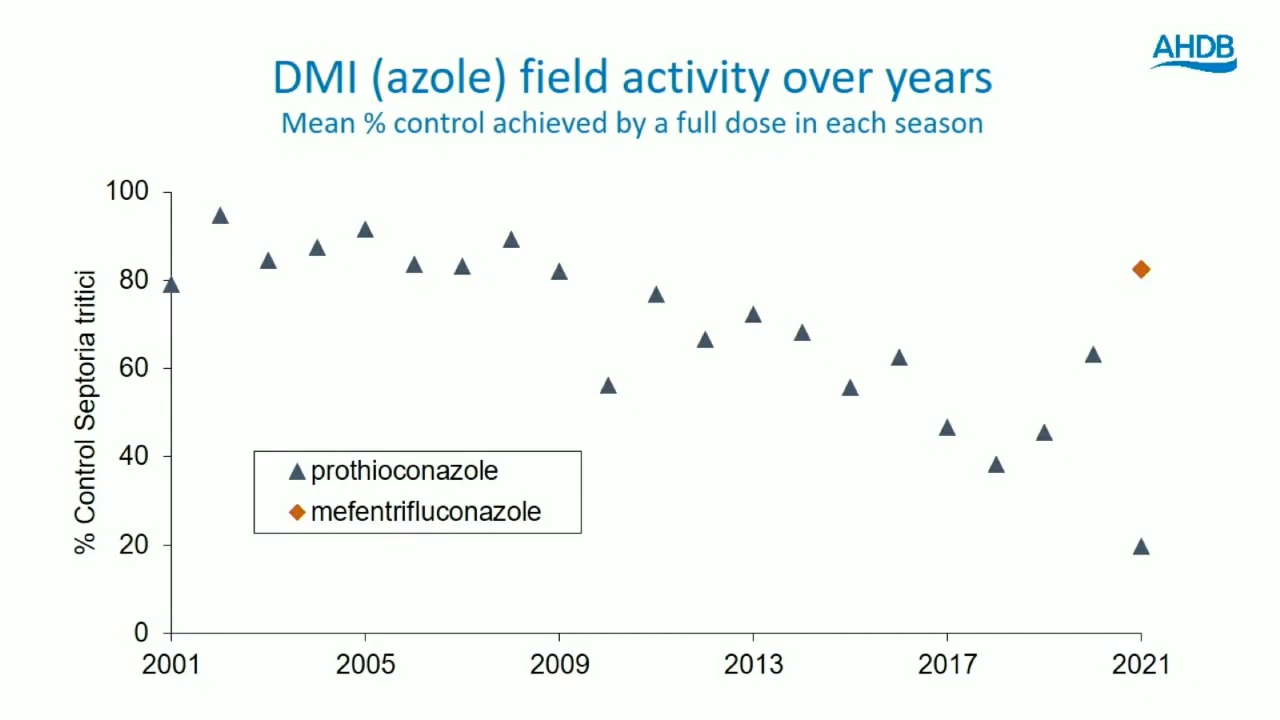 AHDB
DMI (azole) field activity over years
Mean % control achieved by a full dose in each season
% Control Septoria tritici
100
80
60
40
20
0
prothioconazole
mefentrifluconazole
2001
2005
2009
2013
2017
2021